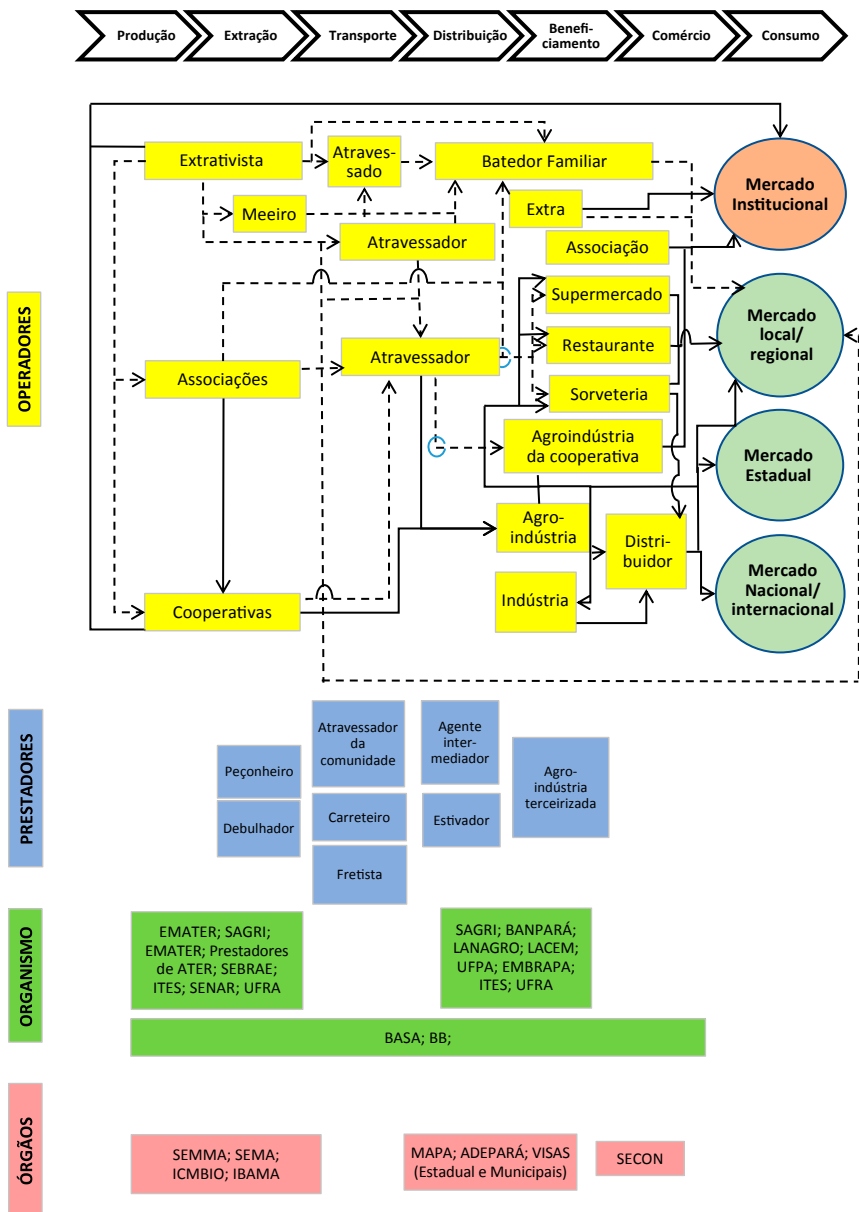 Produção
Extração
Transporte
Distribuição
Benefi-
ciamento
Comércio
Consumo
OPERADORES
Extrativista
Atraves-
ssado
Batedor Familiar
Mercado
Institucional
Meeiro
Extra
Atravessador
Associação
Supermercado
Mercado
local/
regional
Atravessador
Restaurante
Associações
Sorveteria
Agroindústria
da cooperativa
Mercado
Estadual
Agro-
indústria
Distri-
buidor
Mercado
Nacional/
internacional
Indústria
Cooperativas
PRESTADORES
Peçonheiro
Debulhador
Atravessador
da
comunidade
Carreteiro
Fretista
Agente
inter-
mediador
Estivador
Agro-
indústria
terceirizada
ORGANISMO
EMATER; SAGRI;
EMATER; Prestadores
de ATER; SEBRAE;
ITES; SENAR; UFRA
SAGRI; BANPARÁ;
LANAGRO; LACEM;
UFPA; EMBRAPA;
ITES; UFRA
BASA; BB;
ÓRGÃOS
SEMMA; SEMA;
ICMBIO; IBAMA
MAPA; ADEPARÁ; VISAS
(Estadual e Municipais)
SECON